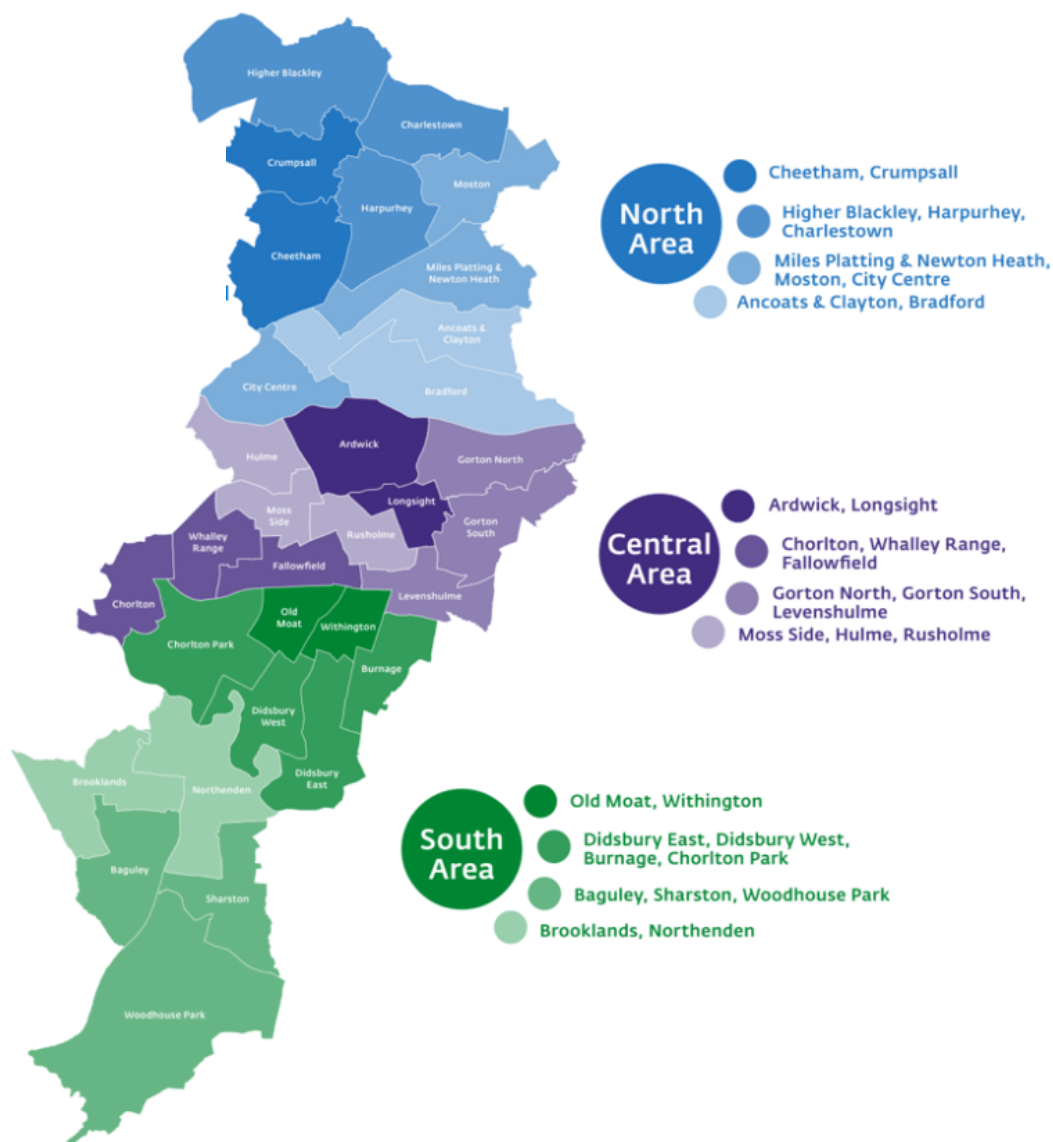 Higher Blackley
Charlestown
Crumpsall
Moston
Harpurhey
Cheetham
Miles Platting &
Newton Heath
Ancoats &
Clayton
City Centre
Bradford
North
Area
Cheetham, Crumpsall
Higher Blackley, Harpurhey,
Charlestown
Miles Platting & Newton Heath,
Moston, City Centre
Ancoats & Clayton, Bradford
Ardwick
Hulme
Gorton North
Longsight
Moss
Side
Rusholme
Gorton
South
Whalley
Range
Fallowfield
Chorlton
Levenshulme
Central
Area
Ardwick, Longsight
Chorlton, Whalley Range,
Fallowfield
Gorton North, Gorton South,
Levenshulme
Moss Side, Hulme, Rusholme
Old
Moat
Withington
Chorlton Park
Burnage
Didsbury
West
Didsbury
East
Brooklands
Northenden
Baguley
Sharston
Woodhouse Park
South
Area
Old Moat, Withington
Didsbury East, Didsbury West,
Burnage, Chorlton Park
Baguley, Sharston, Woodhouse Park
Brooklands, Northenden